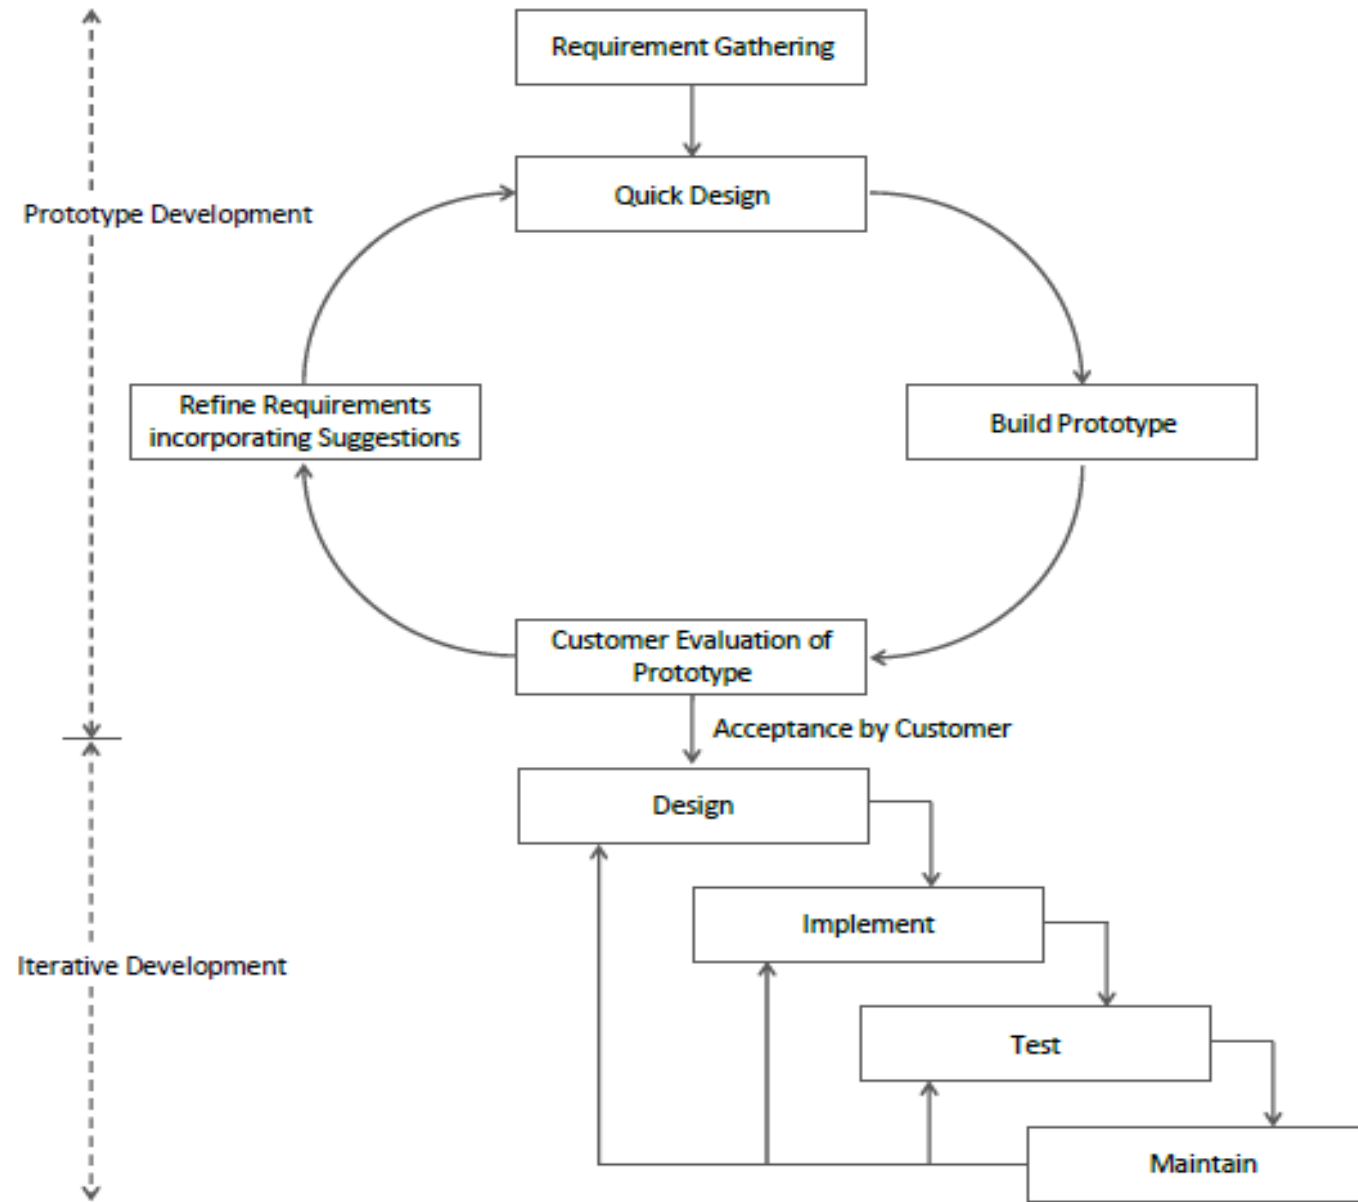 Requirement Gathering
Quick Design
Prototype Development
Refine Requirements
incorporating Suggestions
Build Prototype
Customer Evaluation of
Prototype
Acceptance by Customer
Design
Implement
Iterative Development
Test
Maintain